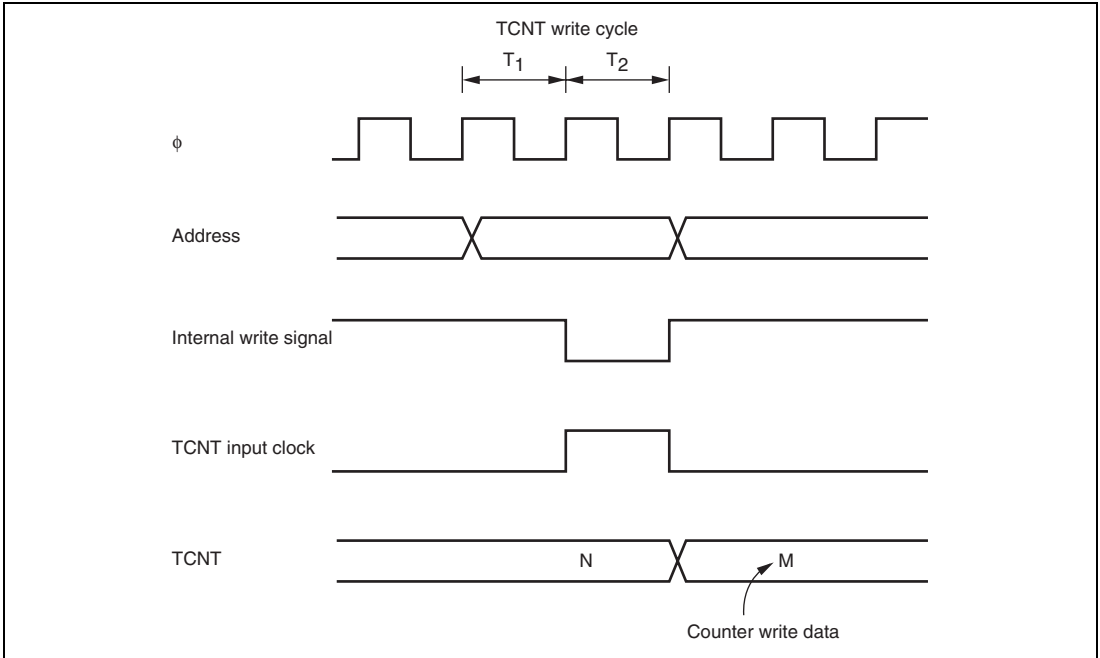 TCNT write cycle
T1 T2
ϕ
Address
Internal write signal
TCNT input clock
TCNT N M
Counter write data